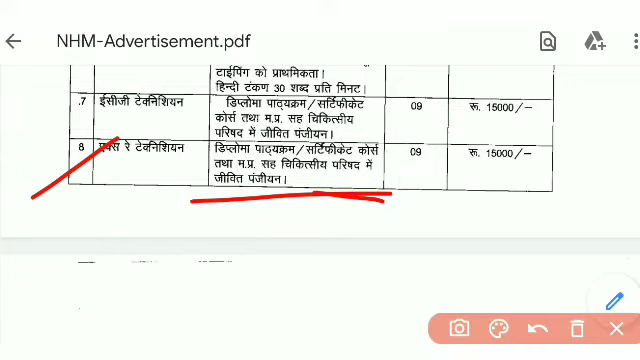 NHM-Advertisement.pdf
टाईपिंग को प्राथमिकता।
हिन्दी टंकण 30 शब्द प्रति मिनट।
.7 ईसीजी टेक्निशियन डिप्लोमा पाठ्यक्रम/सर्टिफीकेट 09 रू. 15000/-
कोर्स तथा म.प्र. सह चिकित्सीय
परिषद में जीवित पंजीयन।
8 एक्स रे टेक्निशियन डिप्लोमा पाठ्यक्रम/सर्टिफीकेट कोर्स 09 रू. 15000/-
तथा म.प्र. सह चिकित्सीय परिषद में
जीवित पंजीयन।